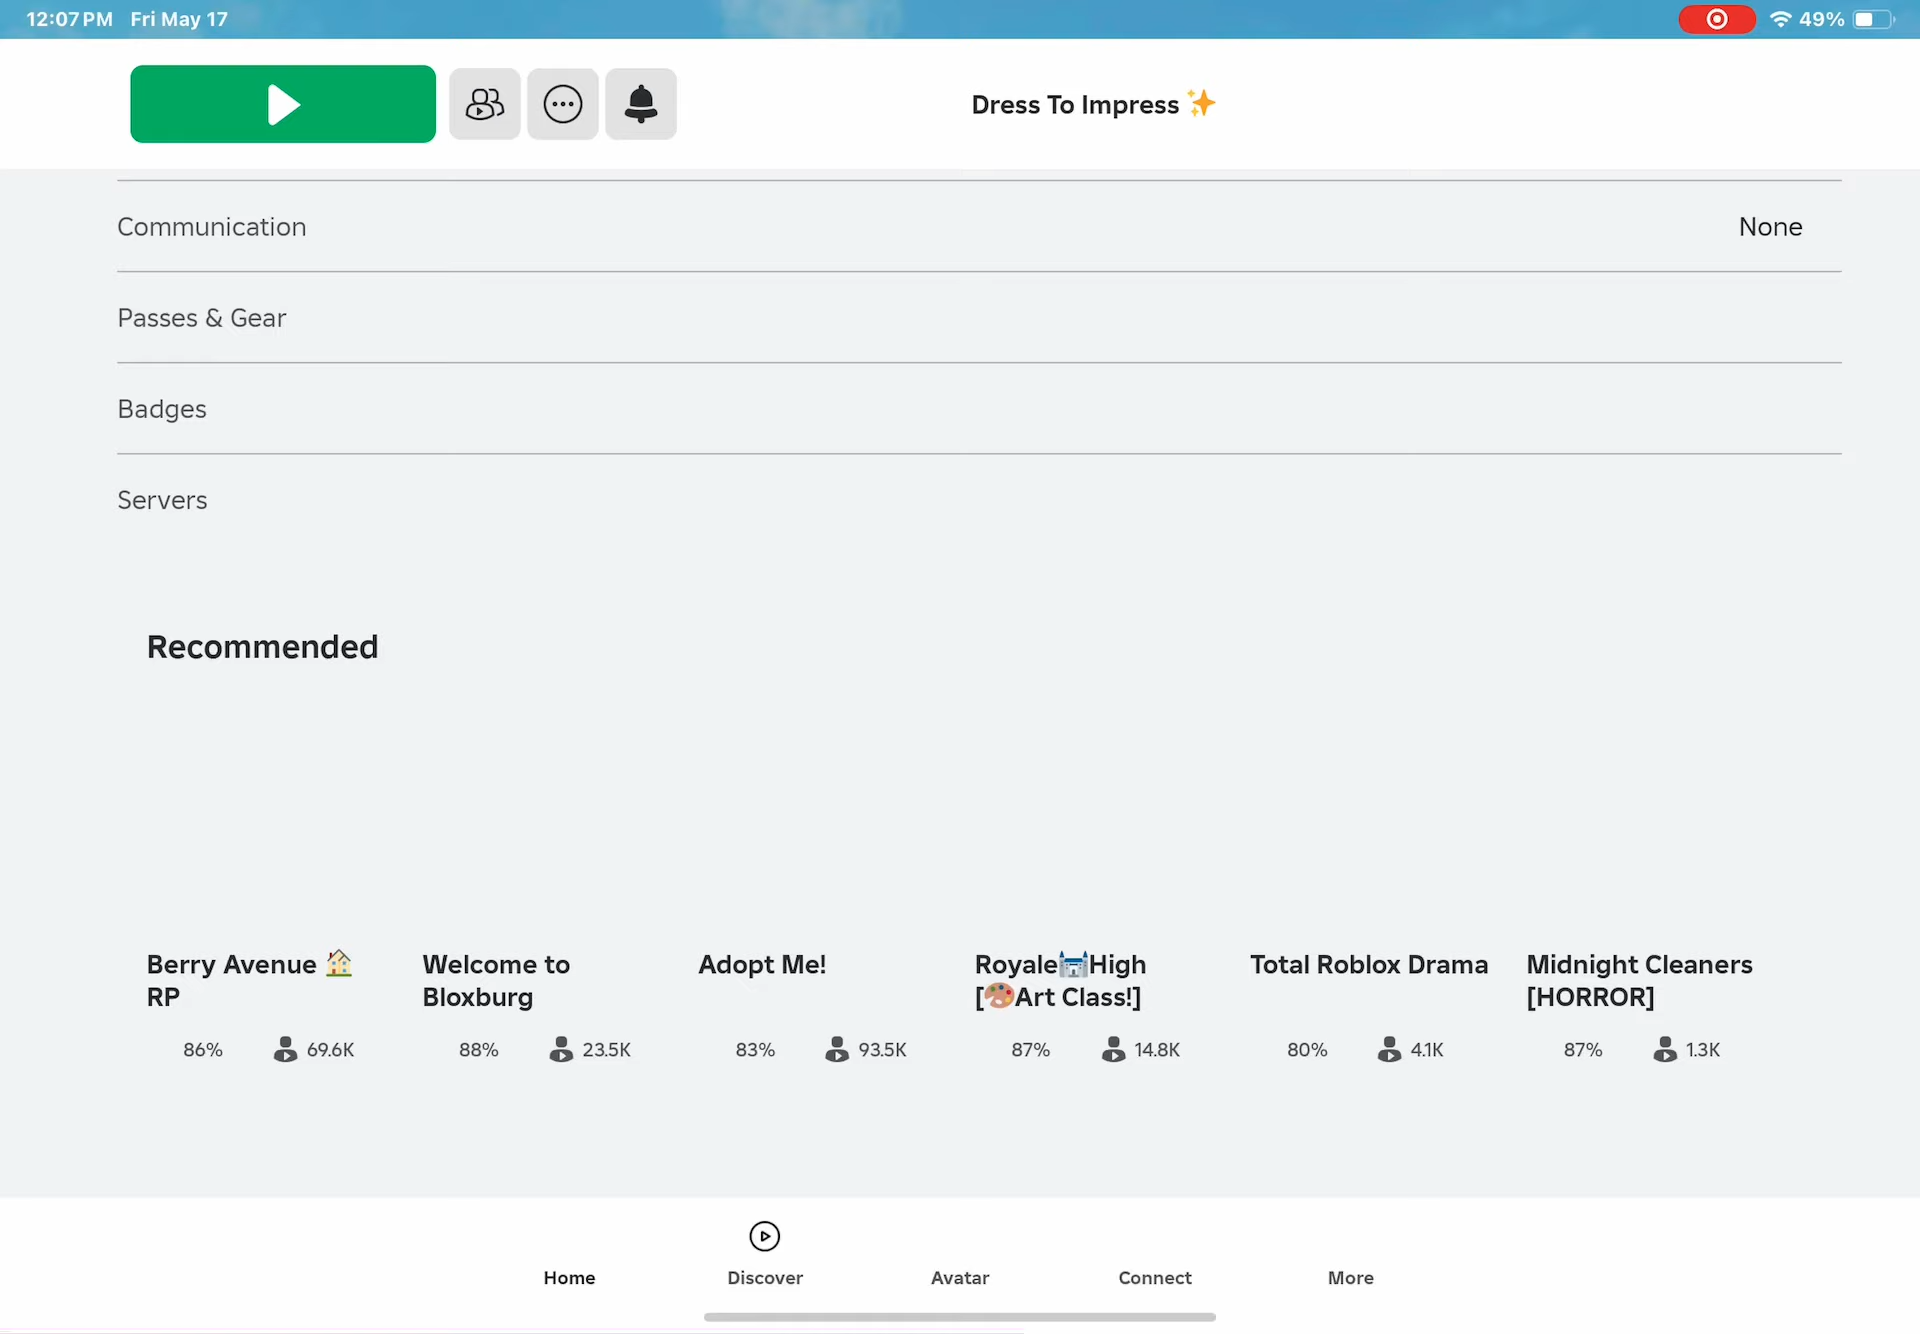 12:07 PM Fri May 17
49%
Dress To Impress ✨
Communication None
Passes & Gear
Badges
Servers
Recommended
Berry Avenue 🏠
RP
86% 69.6K
Welcome to
Bloxburg
88% 23.5K
Adopt Me!
83% 93.5K
Royale🏰High
[🎨Art Class!]
87% 14.8K
Total Roblox Drama
80% 4.1K
Midnight Cleaners
[HORROR]
87% 1.3K
Home Discover Avatar Connect More